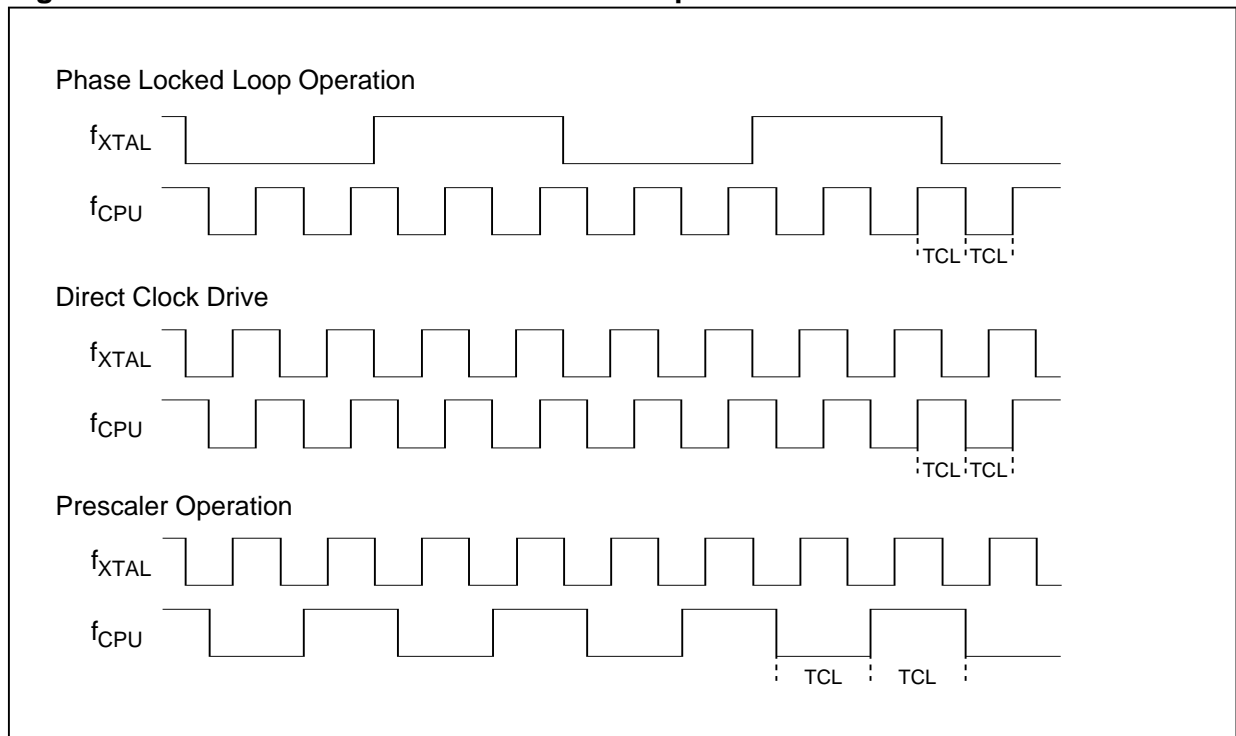 Phase Locked Loop Operation
fXTAL
fCPU
TCL TCL
Direct Clock Drive
fXTAL
fCPU
TCL TCL
Prescaler Operation
fXTAL
fCPU
TCL TCL